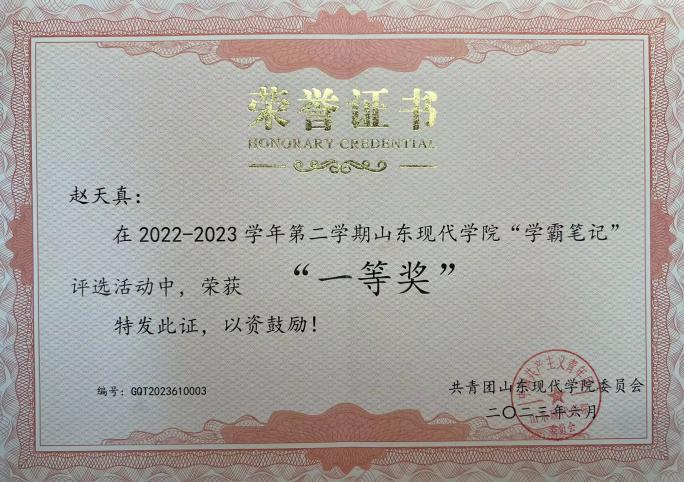 荣誉证书
HONORARY CREDENTIAL
赵天真：
在2022-2023学年第二学期山东现代学院“学霸笔记”
评选活动中，荣获 “一等奖”
特发此证，以资鼓励！
编号：GQT2023610003
共青团山东现代学院委员会
二〇二三年六月